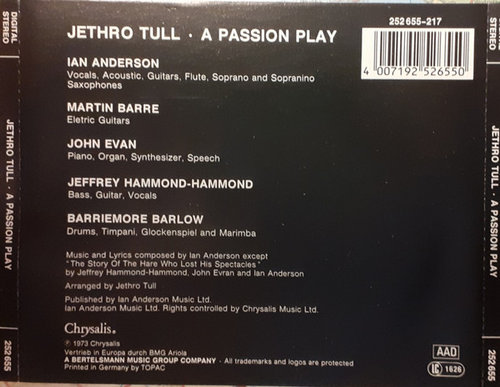 DIGITAL
STEREO
JETHRO TULL · A PASSION PLAY
252 655
JETHRO TULL · A PASSION PLAY
252 655-217
4 007192 526550
IAN ANDERSON
Vocals, Acoustic, Guitars, Flute, Soprano and Sopranino
Saxophones
MARTIN BARRE
Eletric Guitars
JOHN EVAN
Piano, Organ, Synthesizer, Speech
JEFFREY HAMMOND-HAMMOND
Bass, Guitar, Vocals
BARRIEMORE BARLOW
Drums, Timpani, Glockenspiel and Marimba
Music and Lyrics composed by Ian Anderson except
"The Story Of The Hare Who Lost His Spectacles"
by Jeffrey Hammond-Hammond, John Evran and Ian Anderson
Arranged by Jethro Tull
Published by Ian Anderson Music Ltd.
Ian Anderson Music Ltd. Rights controlled by Chrysalis Music Ltd.
Chrysalis®
℗ 1973 Chrysalis
Vertrieb in Europa durch BMG Ariola
A BERTELSMANN MUSIC GROUP COMPANY · All trademarks and logos are protected
Printed in Germany by TOPAC
AAD
LC 1626
DIGITAL
STEREO
JETHRO TULL · A PASSION PLAY
252 655